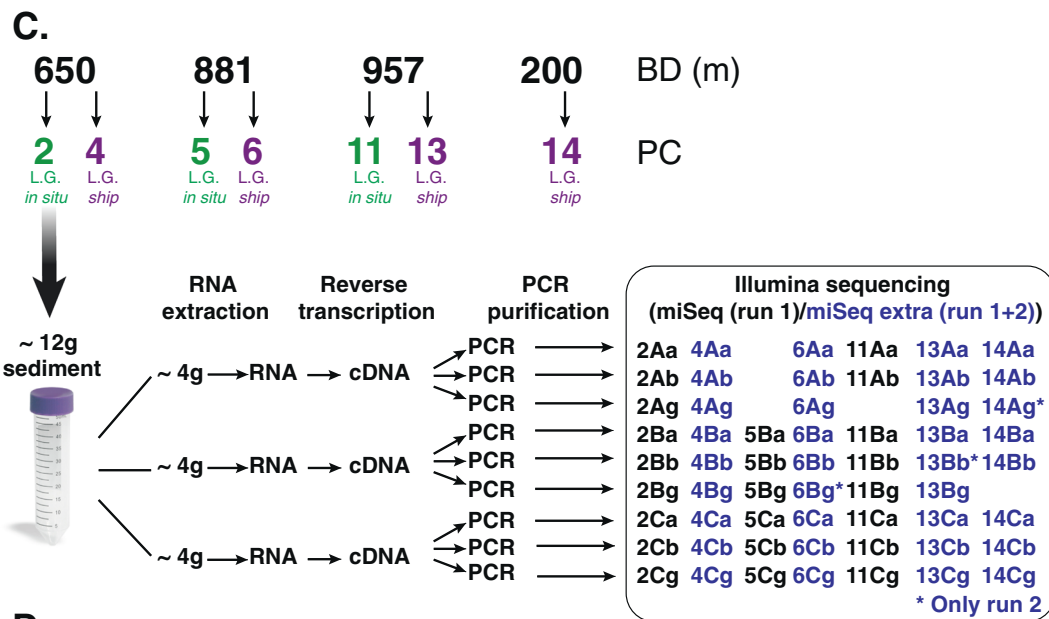 C.
650 881 957 200 BD (m)
2 4 5 6 11 13 14 PC
L.G. L.G. L.G. L.G. L.G. L.G. L.G.
in situ ship in situ ship in situ ship ship
RNA extraction
Reverse transcription
PCR purification
Illumina sequencing
(miSeq (run 1)/miSeq extra (run 1+2))
~ 12g
sediment
~ 4g RNA cDNA
PCR
PCR
PCR
~ 4g RNA cDNA
PCR
PCR
PCR
~ 4g RNA cDNA
PCR
PCR
PCR
2Aa 4Aa 6Aa 11Aa 13Aa 14Aa
2Ab 4Ab 6Ab 11Ab 13Ab 14Ab
2Ag 4Ag 6Ag 13Ag 14Ag*
2Ba 4Ba 5Ba 6Ba 11Ba 13Ba 14Ba
2Bb 4Bb 5Bb 6Bb 11Bb 13Bb* 14Bb
2Bg 4Bg 5Bg 6Bg* 11Bg 13Bg
2Ca 4Ca 5Ca 6Ca 11Ca 13Ca 14Ca
2Cb 4Cb 5Cb 6Cb 11Cb 13Cb 14Cb
2Cg 4Cg 5Cg 6Cg 11Cg 13Cg 14Cg
* Only run 2